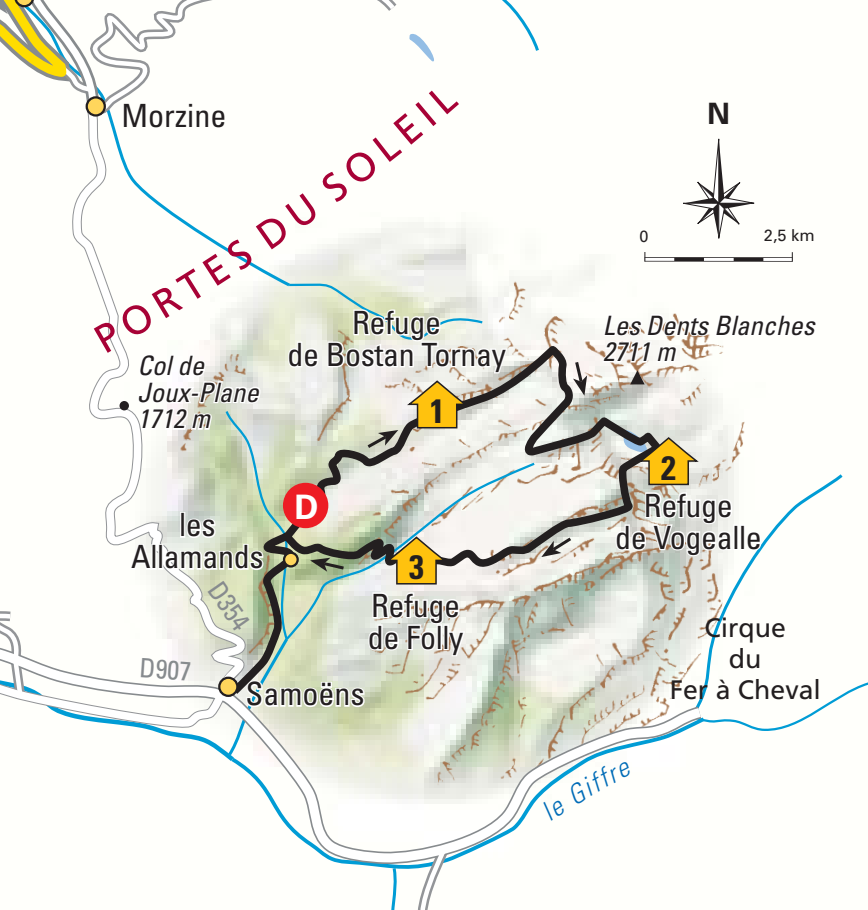 Morzine
PORTES DU SOLEIL
N
0 2,5 km
Refuge
de Bostan Tornay
Les Dents Blanches
2711 m
Col de
Joux-Plane
1712 m
1
2
D
Refuge
de Vogealle
les
Allamands
3
Refuge
de Folly
D354
Cirque
du
Fer à Cheval
D907
Samoëns
le Giffre